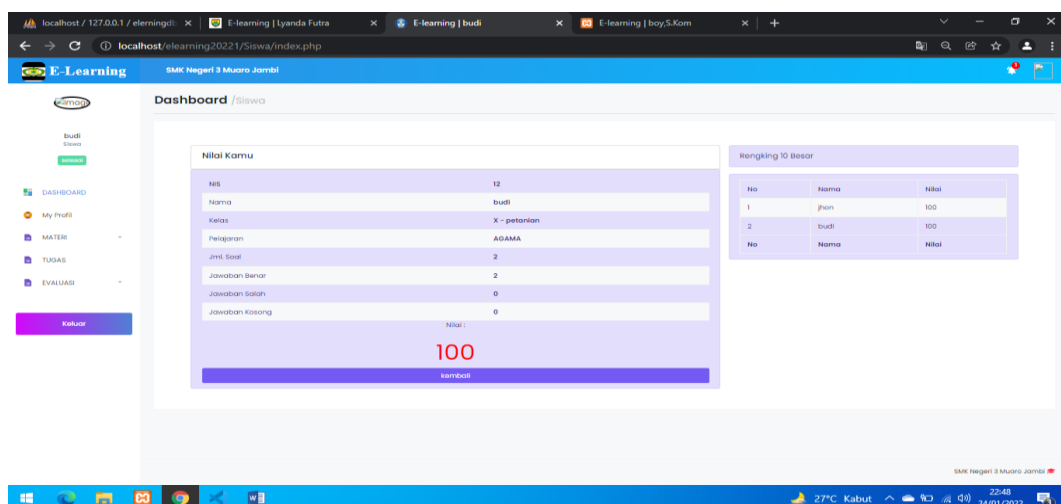 localhost / 127.0.0.1 / elerningdb
E-learning | Lyanda Futra
E-learning | budi
E-learning | boy,S.Kom
localhost/elearning20221/Siswa/index.php
E-Learning
SMK Negeri 3 Muaro Jambi
1
Dashboard /Siswa
budi
Siswa
DASHBOARD
My Profil
MATERI
TUGAS
EVALUASI
Keluar
Nilai Kamu
NIS 12
Nama budi
Kelas X - petanian
Pelajaran AGAMA
Jml. Soal 2
Jawaban Benar 2
Jawaban Salah 0
Jawaban Kosong 0
Nilai :
100
kembali
Rengking 10 Besar
No Nama Nilai
1 jhon 100
2 budi 100
No Nama Nilai
SMK Negeri 3 Muaro Jambi
27°C Kabut
22:48
24/01/2022